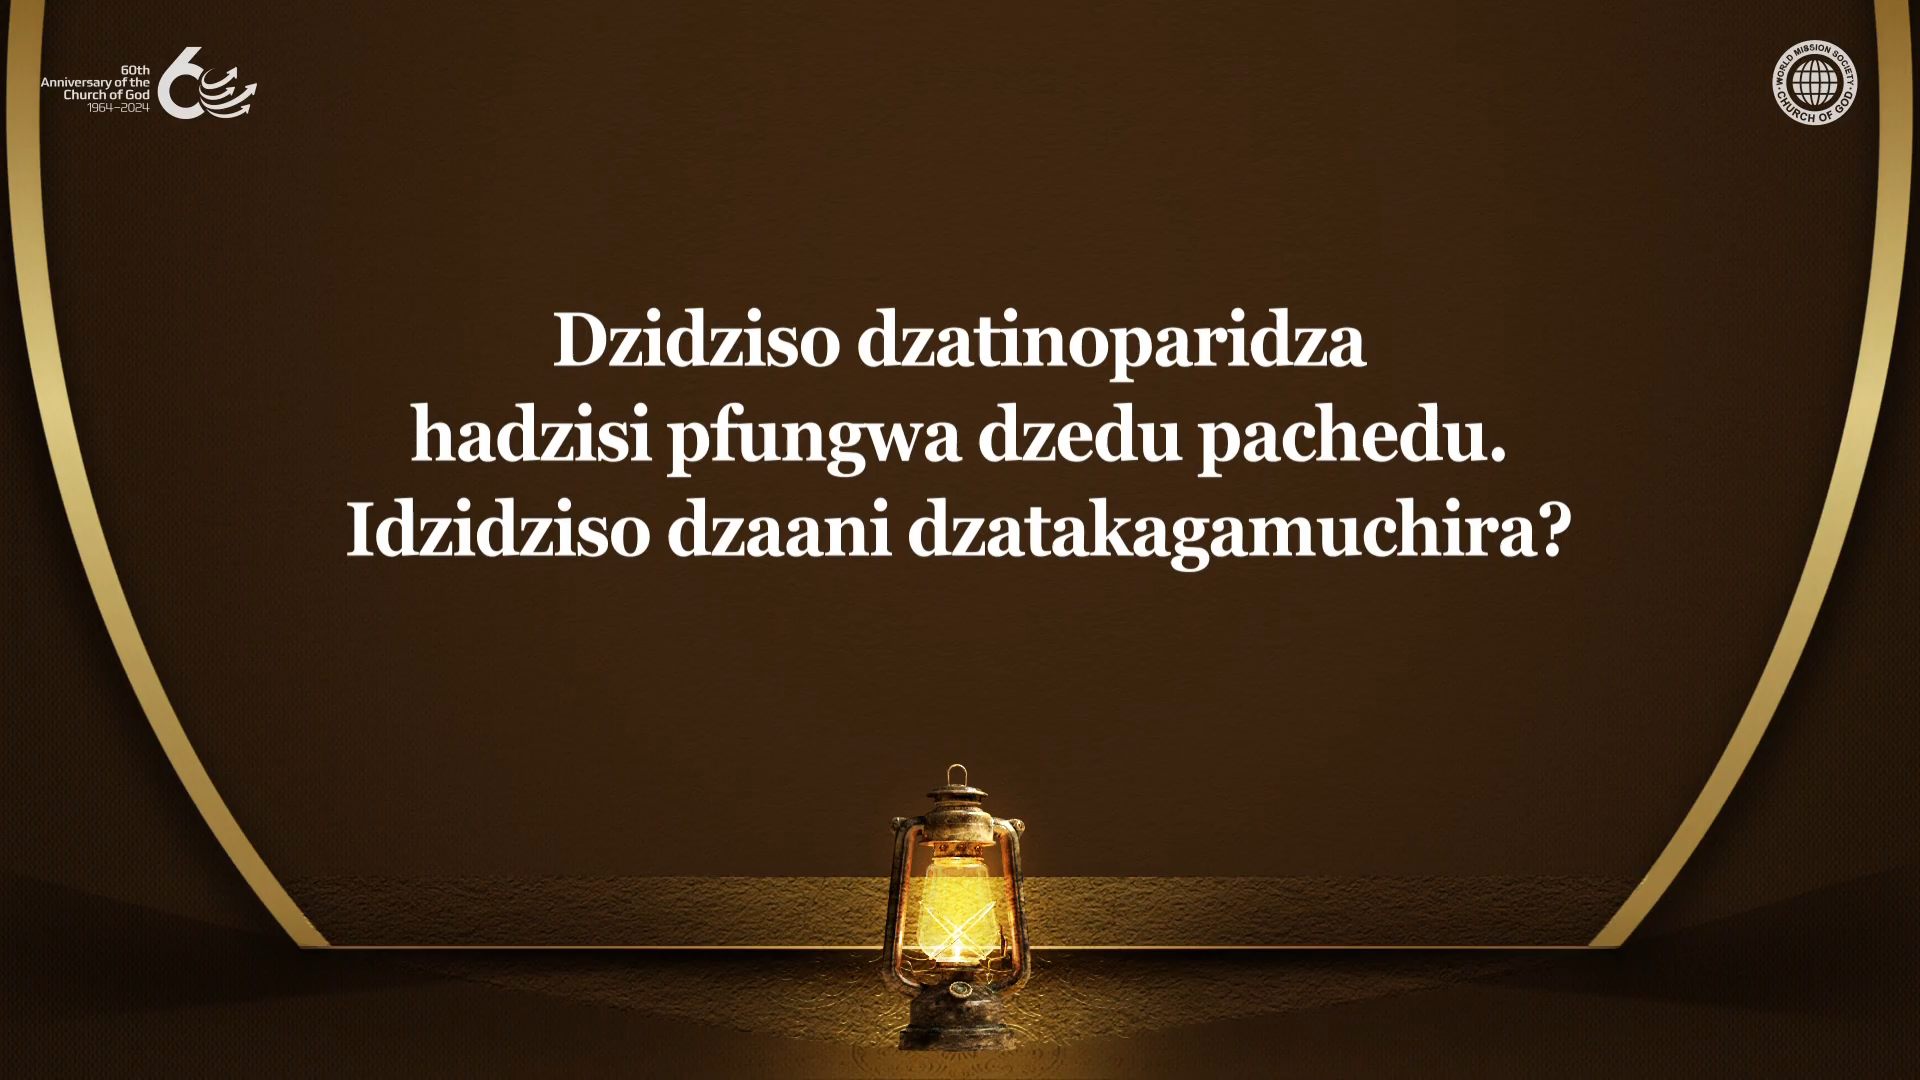 60th
Anniversary of the
Church of God
1964–2024
60
WORLD MISSION SOCIETY
CHURCH OF GOD
Dzidziso dzatinoparidza
hadzisi pfungwa dzedu pachedu.
Idzidziso dzaani dzatakagamuchira?